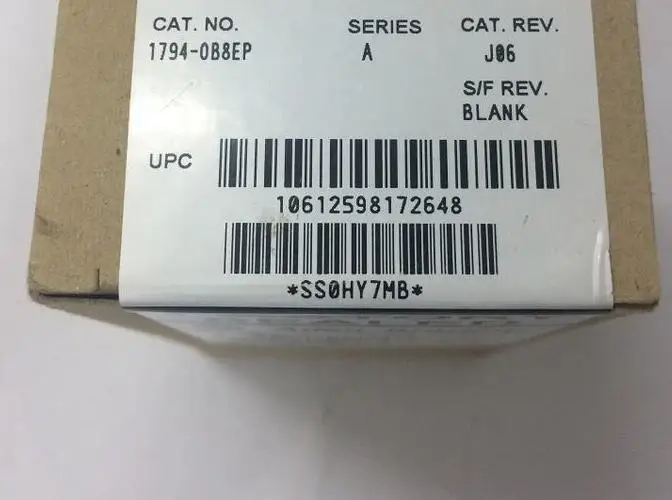 CAT. NO. SERIES CAT. REV.
1794-OB8EP A J06
S/F REV.
BLANK
UPC
10612598172648
*SS0HY7MB*